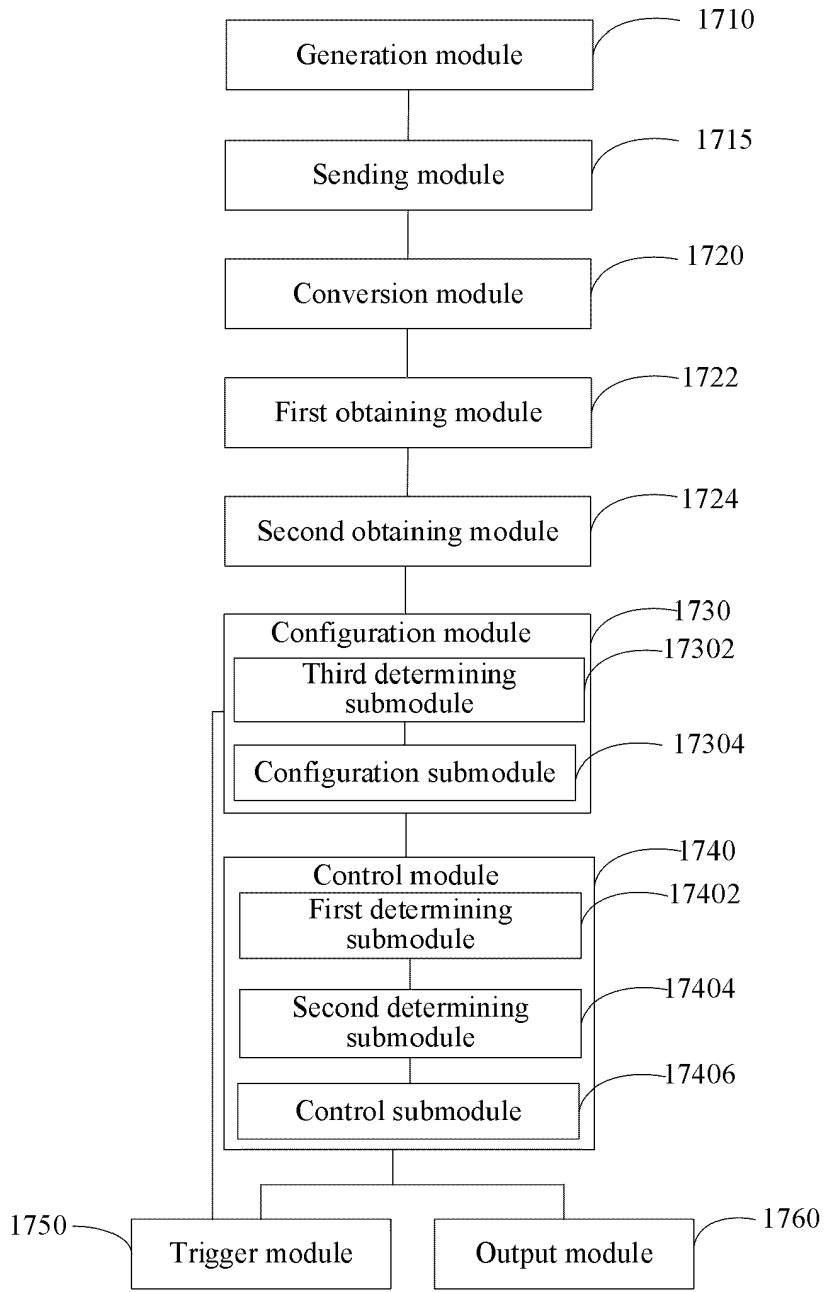 1710
Generation module
1715
Sending module
1720
Conversion module
1722
First obtaining module
1724
Second obtaining module
1730
Configuration module
17302
Third determining
submodule
17304
Configuration submodule
1740
Control module
17402
First determining
submodule
17404
Second determining
submodule
17406
Control submodule
1750
Trigger module
1760
Output module